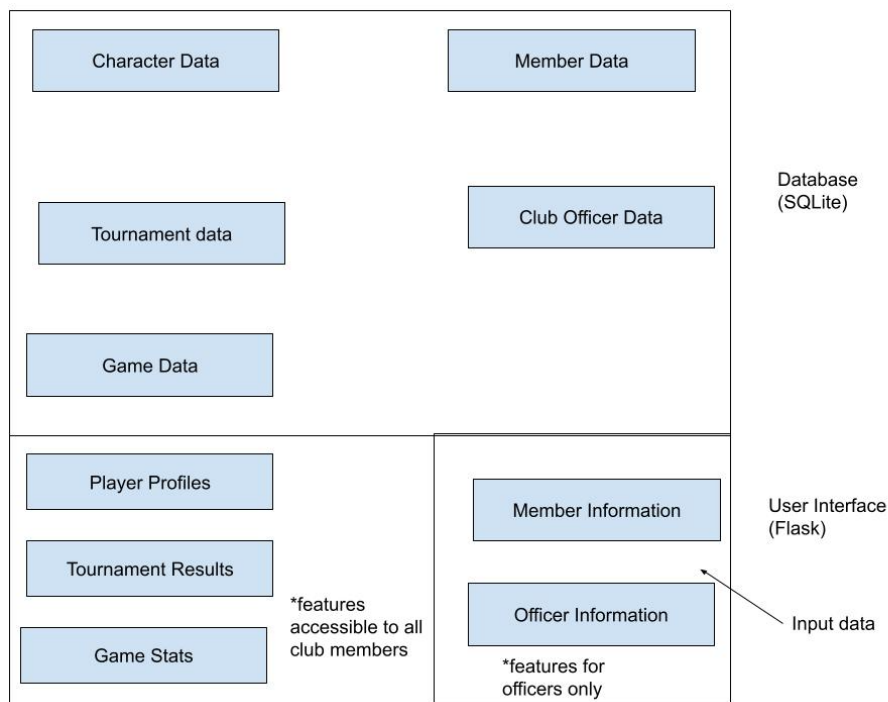 Character Data
Member Data
Database
(SQLite)
Tournament data
Club Officer Data
Game Data
Player Profiles
Member Information
User Interface
(Flask)
Tournament Results
*features
accessible to all
club members
Officer Information
Input data
Game Stats
*features for
officers only